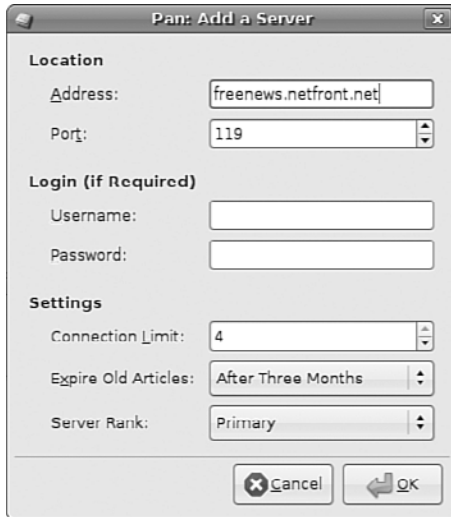 Pan: Add a Server
Location
Address: freenews.netfront.net
Port: 119
Login (if Required)
Username:
Password:
Settings
Connection Limit: 4
Expire Old Articles: After Three Months
Server Rank: Primary
Cancel OK